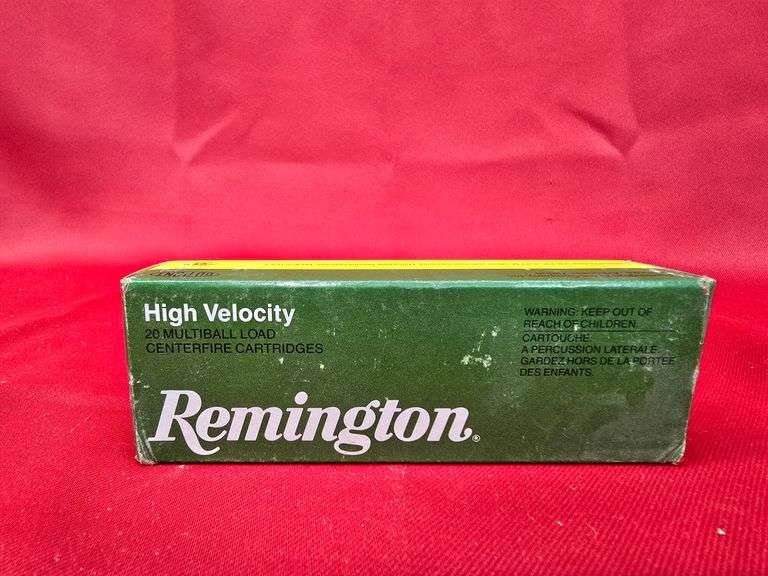 High Velocity
20 MULTIBALL LOAD
CENTERFIRE CARTRIDGES
Remington®
WARNING: KEEP OUT OF
REACH OF CHILDREN
CARTOUCHE
A PERCUSSION LATERALE
GARDEZ HORS DE LA PORTEE
DES ENFANTS.